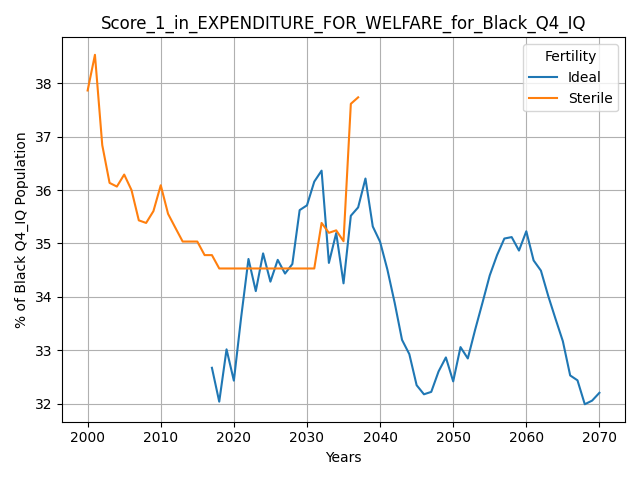 Score_1_in_EXPENDITURE_FOR_WELFARE_for_Black_Q4_IQ
% of Black Q4_IQ Population
38
37
36
35
34
33
32
Fertility
Ideal
Sterile
2000 2010 2020 2030 2040 2050 2060 2070
Years